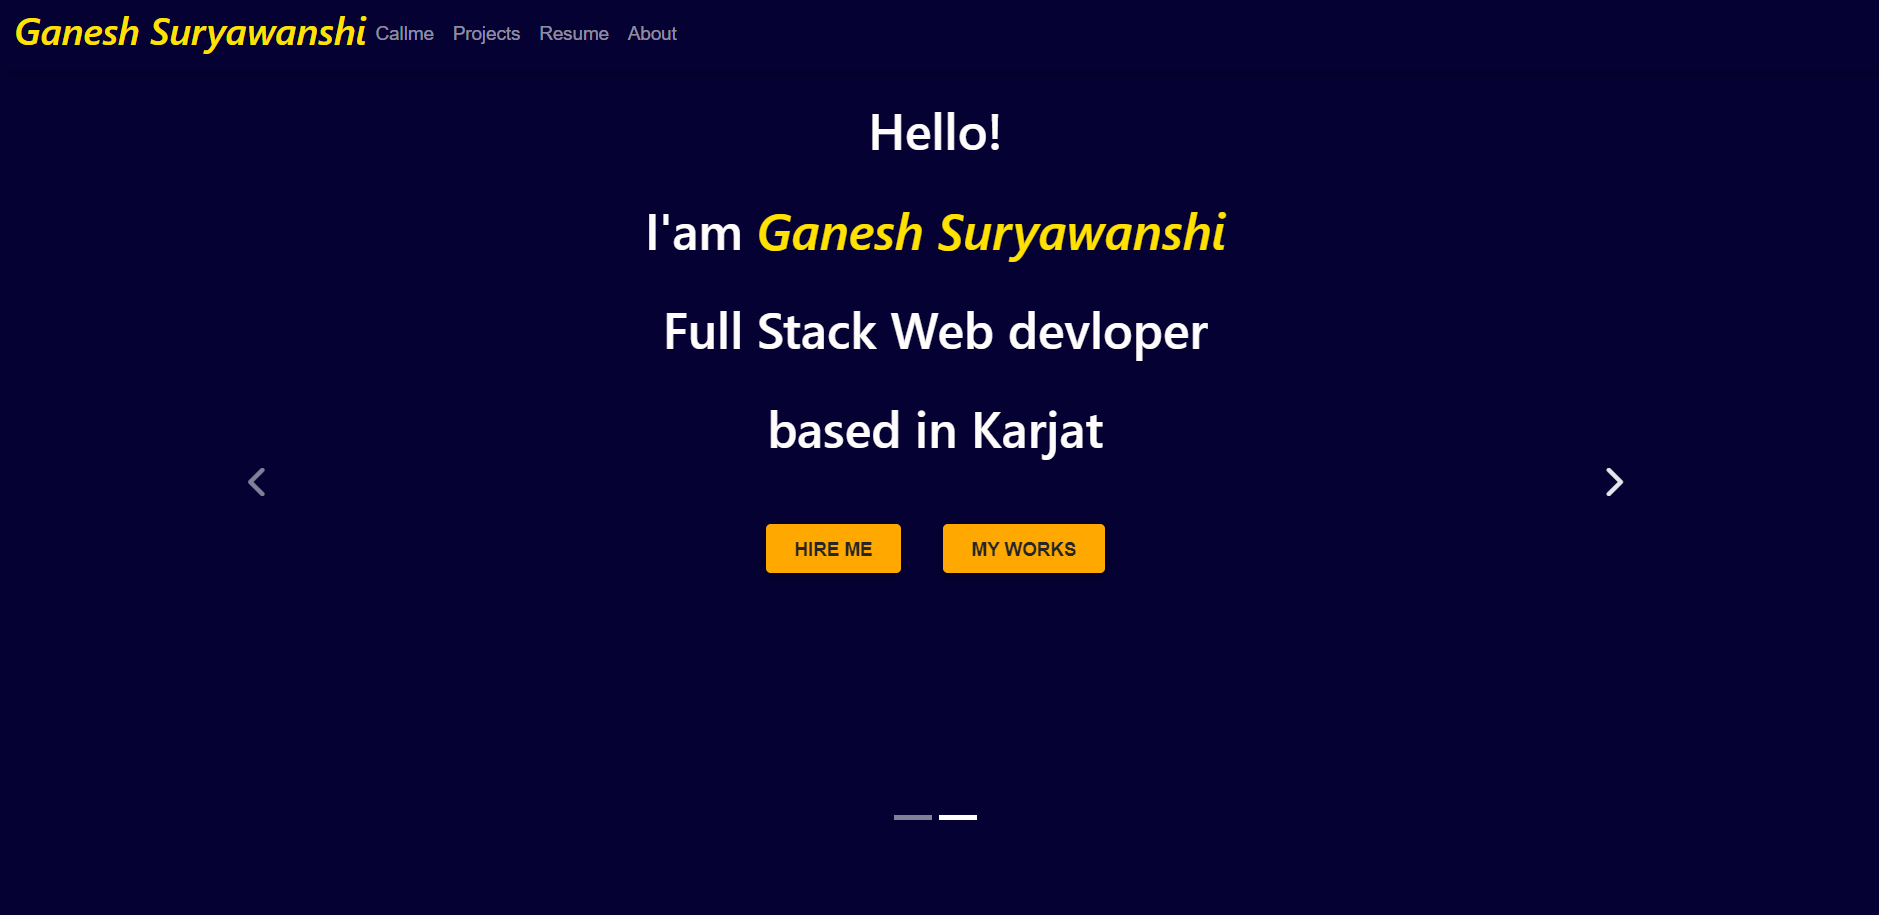 Ganesh Suryawanshi Callme Projects Resume About
Hello!
I'am Ganesh Suryawanshi
Full Stack Web devloper
based in Karjat
HIRE ME MY WORKS